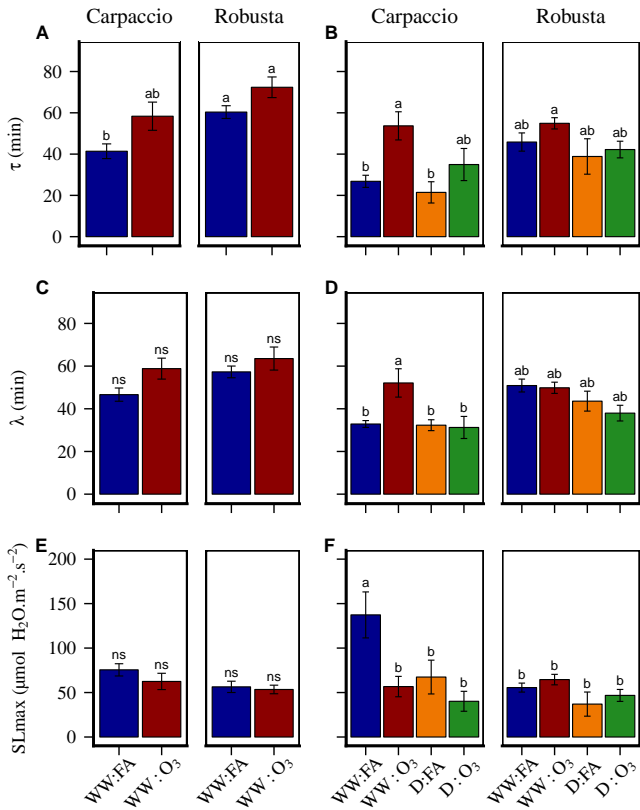 Carpaccio Robusta Carpaccio Robusta
A B
τ (min)
80
60
40
20
0
b ab a a
b a b ab
ab a ab ab
C D
λ (min)
80
60
40
20
0
ns ns ns ns
b a b b
ab ab ab ab
E F
SLmax (µmol H₂O.m⁻².s⁻²)
200
150
100
50
0
ns ns ns ns
a b b b
b b b b
WW:FA WW : O₃ WW:FA WW : O₃ WW:FA WW : O₃ D:FA D : O₃ WW:FA WW : O₃ D:FA D : O₃